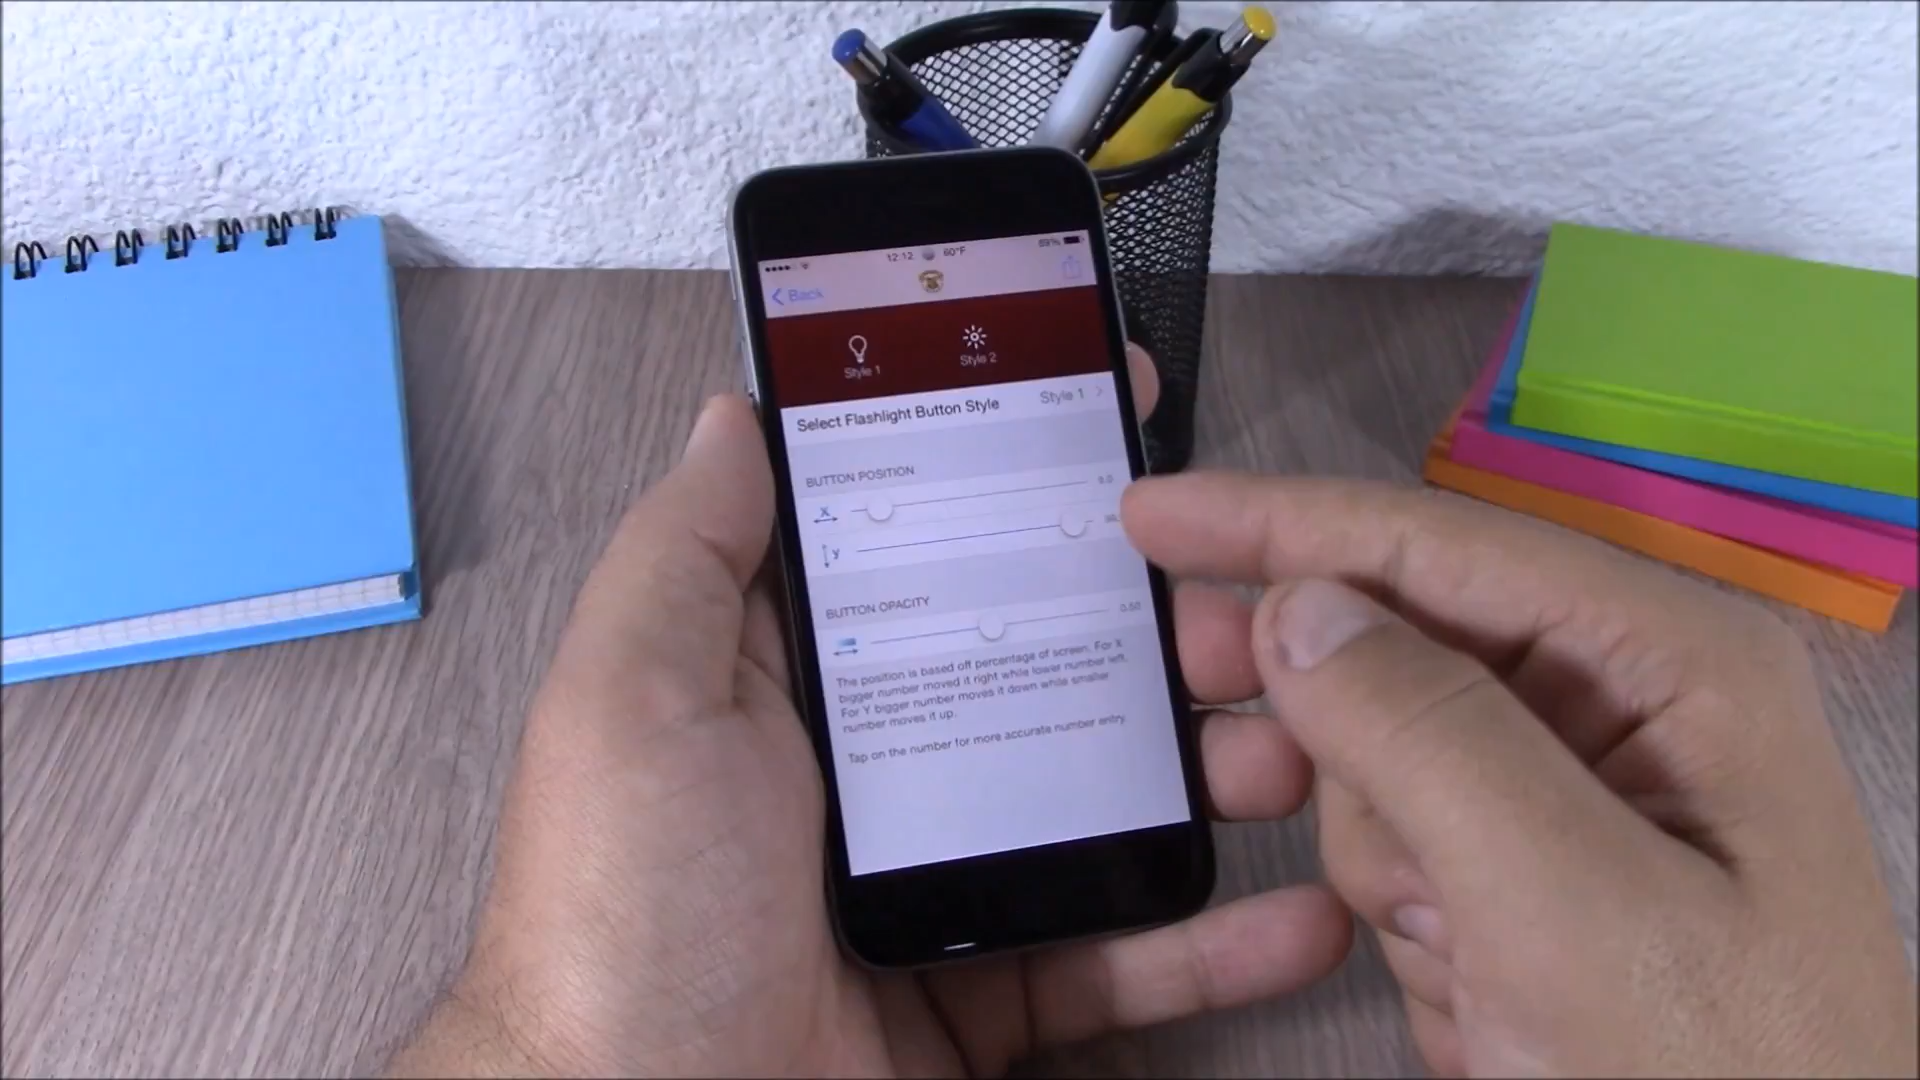 12:12 60°F 89%
Back
Style 1 Style 2
Select Flashlight Button Style Style 1
BUTTON POSITION
X
Y
BUTTON OPACITY
0.50
The position is based off percentage of screen. For X
bigger number moved it right while lower number left.
For Y bigger number moves it down while smaller
number moves it up.
Tap on the number for more accurate number entry.